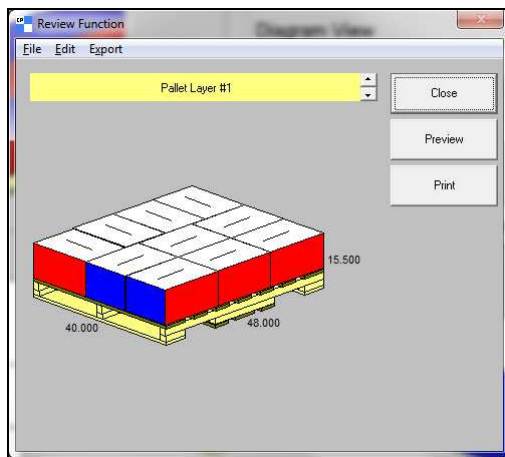 Review Function
Diagram View
File Edit Export
Pallet Layer #1
Close
Preview
Print
15.500
40.000
48.000